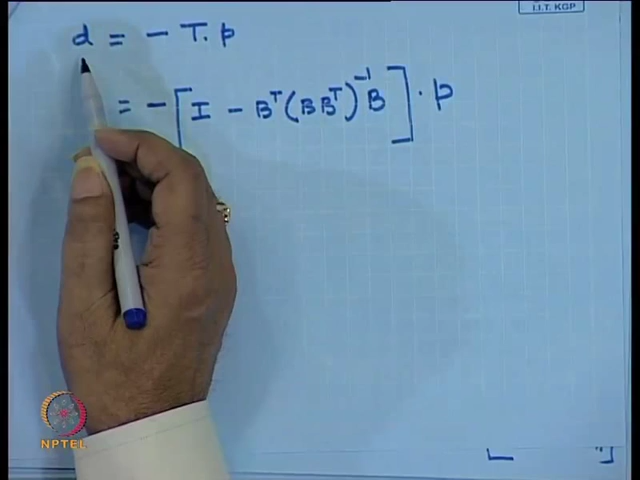 I.I.T. KGP
d = - T. p
= - [I - Bᵀ(BBᵀ)⁻¹B] · p
NPTEL